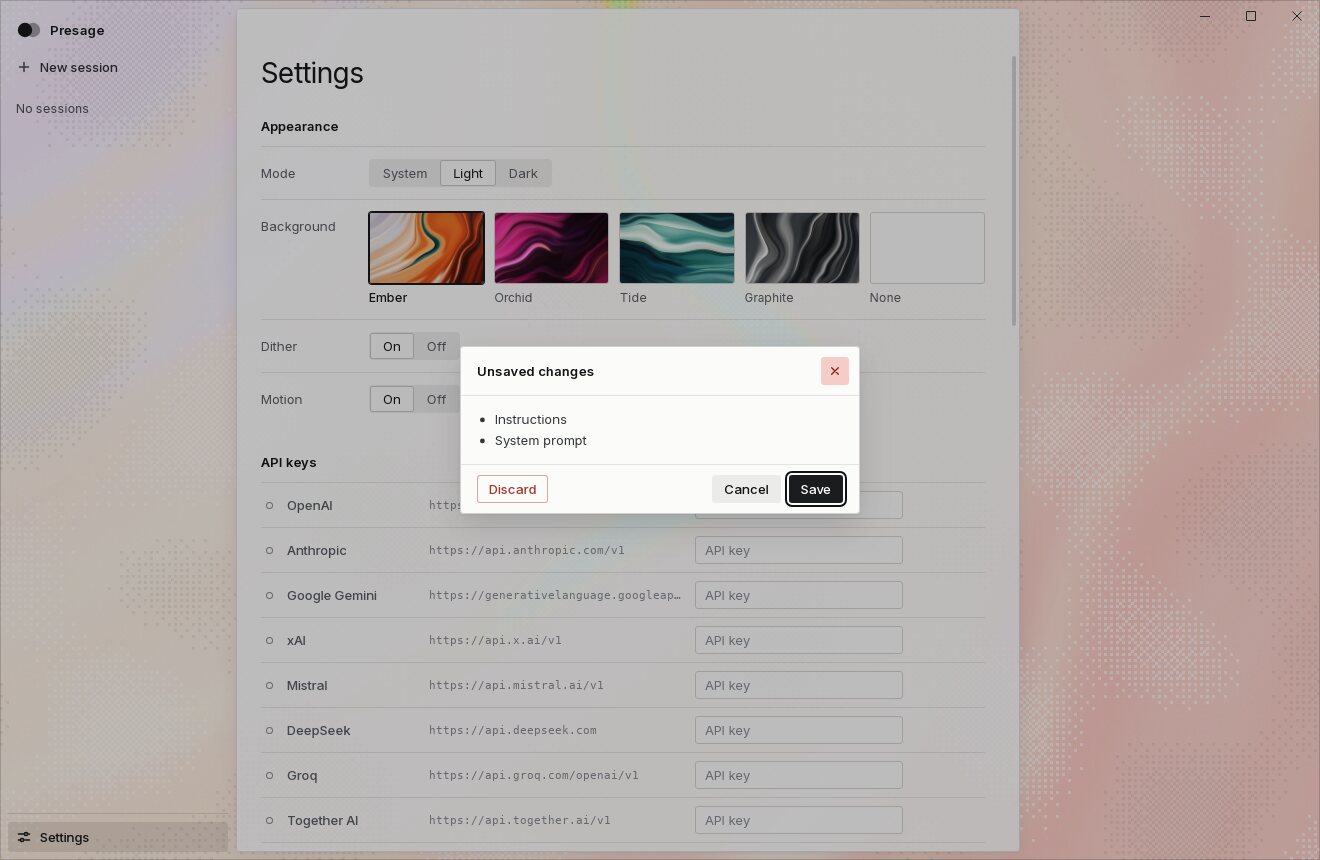 Presage
New session
No sessions
Settings
Settings
Appearance
Mode
System
Light
Dark
Background
Ember
Orchid
Tide
Graphite
None
Dither
On
Off
Motion
On
Off
Unsaved changes
• Instructions
• System prompt
Discard
Cancel
Save
API keys
OpenAI
https
Anthropic
https://api.anthropic.com/v1
API key
Google Gemini
https://generativelanguage.googleap…
API key
xAI
https://api.x.ai/v1
API key
Mistral
https://api.mistral.ai/v1
API key
DeepSeek
https://api.deepseek.com
API key
Groq
https://api.groq.com/openai/v1
API key
Together AI
https://api.together.ai/v1
API key